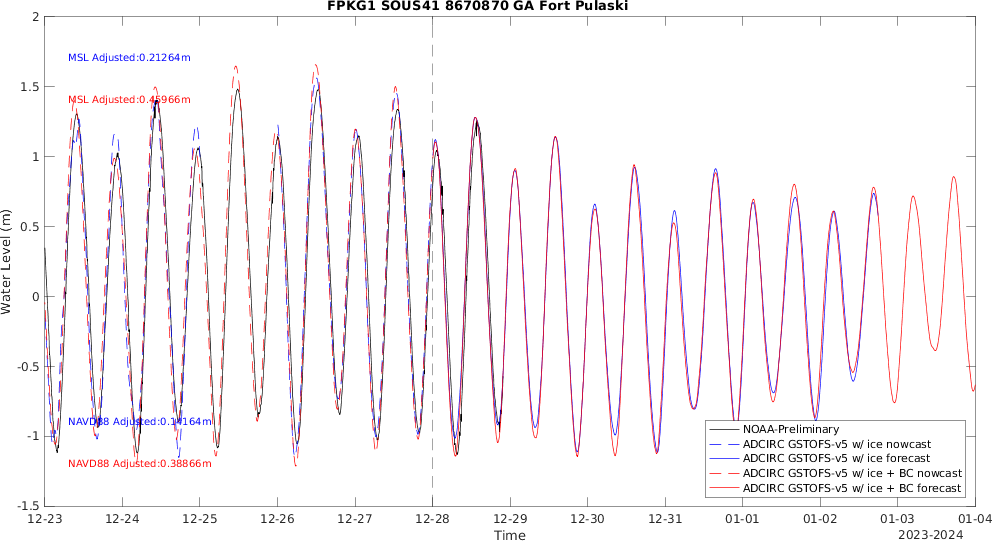 FPKG1 SOUS41 8670870 GA Fort Pulaski
Water Level (m)
2
1.5
1
0.5
0
-0.5
-1
-1.5
MSL Adjusted:0.21264m
MSL Adjusted:0.45966m
NAVD88 Adjusted:0.14164m
NAVD88 Adjusted:0.38866m
NOAA-Preliminary
ADCIRC GSTOFS-v5 w/ ice nowcast
ADCIRC GSTOFS-v5 w/ ice forecast
ADCIRC GSTOFS-v5 w/ ice + BC nowcast
ADCIRC GSTOFS-v5 w/ ice + BC forecast
12-23 12-24 12-25 12-26 12-27 12-28 12-29 12-30 12-31 01-01 01-02 01-03 01-04
Time
2023-2024